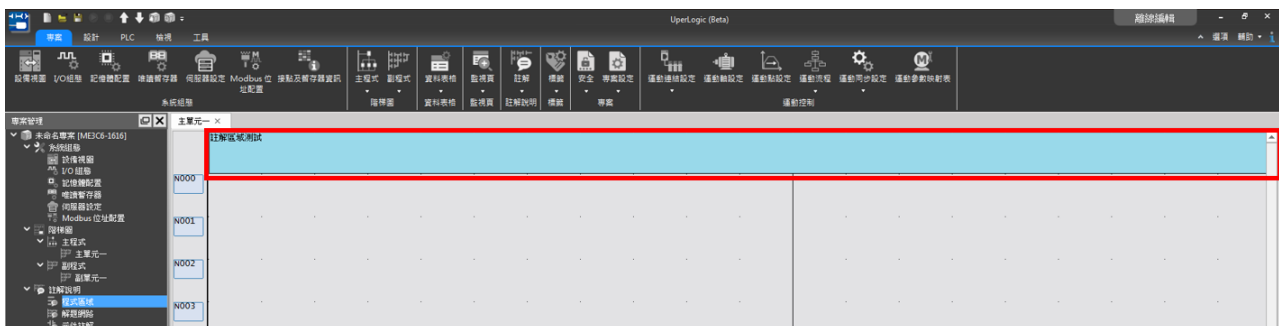 UperLogic (Beta)
離線編輯
專案 設計 PLC 檢視 工具
選項 輔助
設備視窗 I/O組態 記憶體配置 唯讀暫存器 伺服器設定 Modbus 位址配置 接點及暫存器資訊 主程式 副程式 資料表格 監視頁 註解 標籤 安全 專案設定 運動連結設定 運動軸設定 運動點設定 運動流程 運動同步設定 運動參數映射表
系統組態 階梯圖 資料表格 監視頁 註解說明 標籤 專案 運動控制
專案管理
主單元一 ×
未命名專案 [ME3C6-1616]
系統組態
設備視窗
I/O 組態
記憶體配置
唯讀暫存器
伺服器設定
Modbus 位址配置
階梯圖
主程式
主單元一
副程式
副單元一
註解說明
程式區域
解題網路
元件註解
註解區域測試
N000
N001
N002
N003